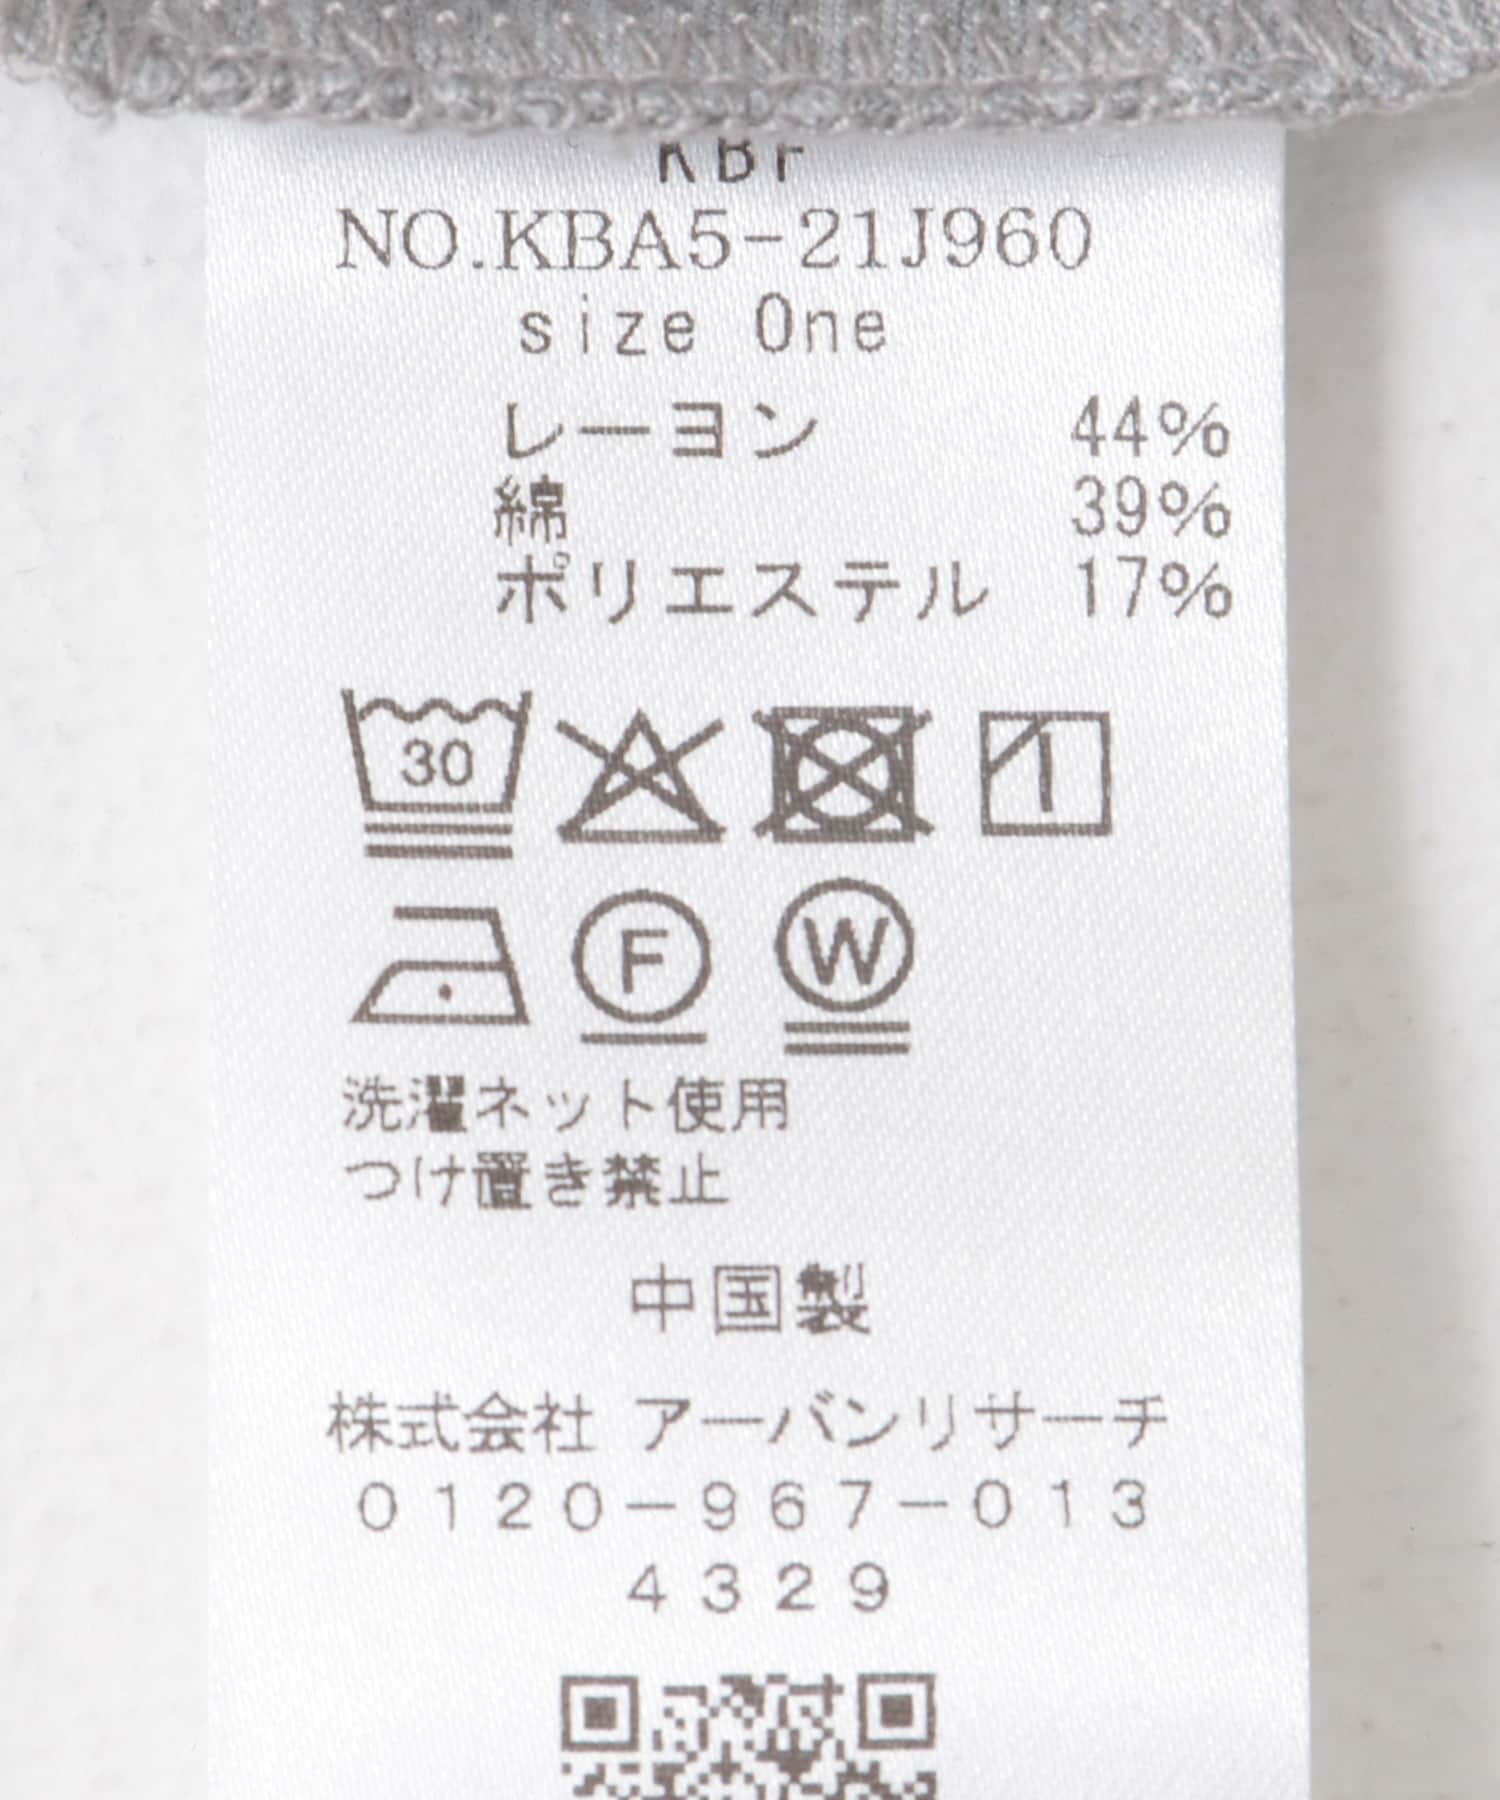 KBF
NO.KBA5-21J960
size One
レーヨン 44%
綿 39%
ポリエステル 17%
30
F W
洗濯ネット使用
つけ置き禁止
中国製
株式会社 アーバンリサーチ
0120-967-013
4329